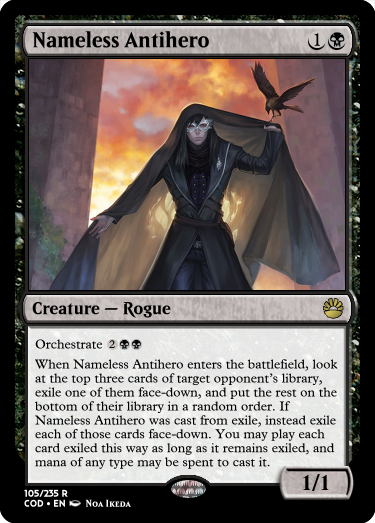 Nameless Antihero 1
Creature — Rogue
Orchestrate 2
When Nameless Antihero enters the battlefield, look
at the top three cards of target opponent's library,
exile one of them face-down, and put the rest on the
bottom of their library in a random order. If
Nameless Antihero was cast from exile, instead exile
each of those cards face-down. You may play each
card exiled this way as long as it remains exiled, and
mana of any type may be spent to cast it.
1/1
105/235 R
COD • EN Noa Ikeda